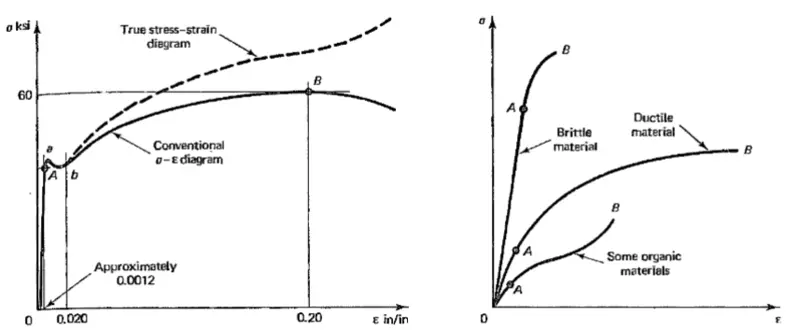 σ ksi
True stress-strain
diagram
B
60
a
Conventional
σ-ε diagram
A
b
Approximately
0.0012
0
0.020
0.20
ε in/in
σ
B
A
Ductile
material
Brittle
material
B
B
A
Some organic
materials
A
0
ε